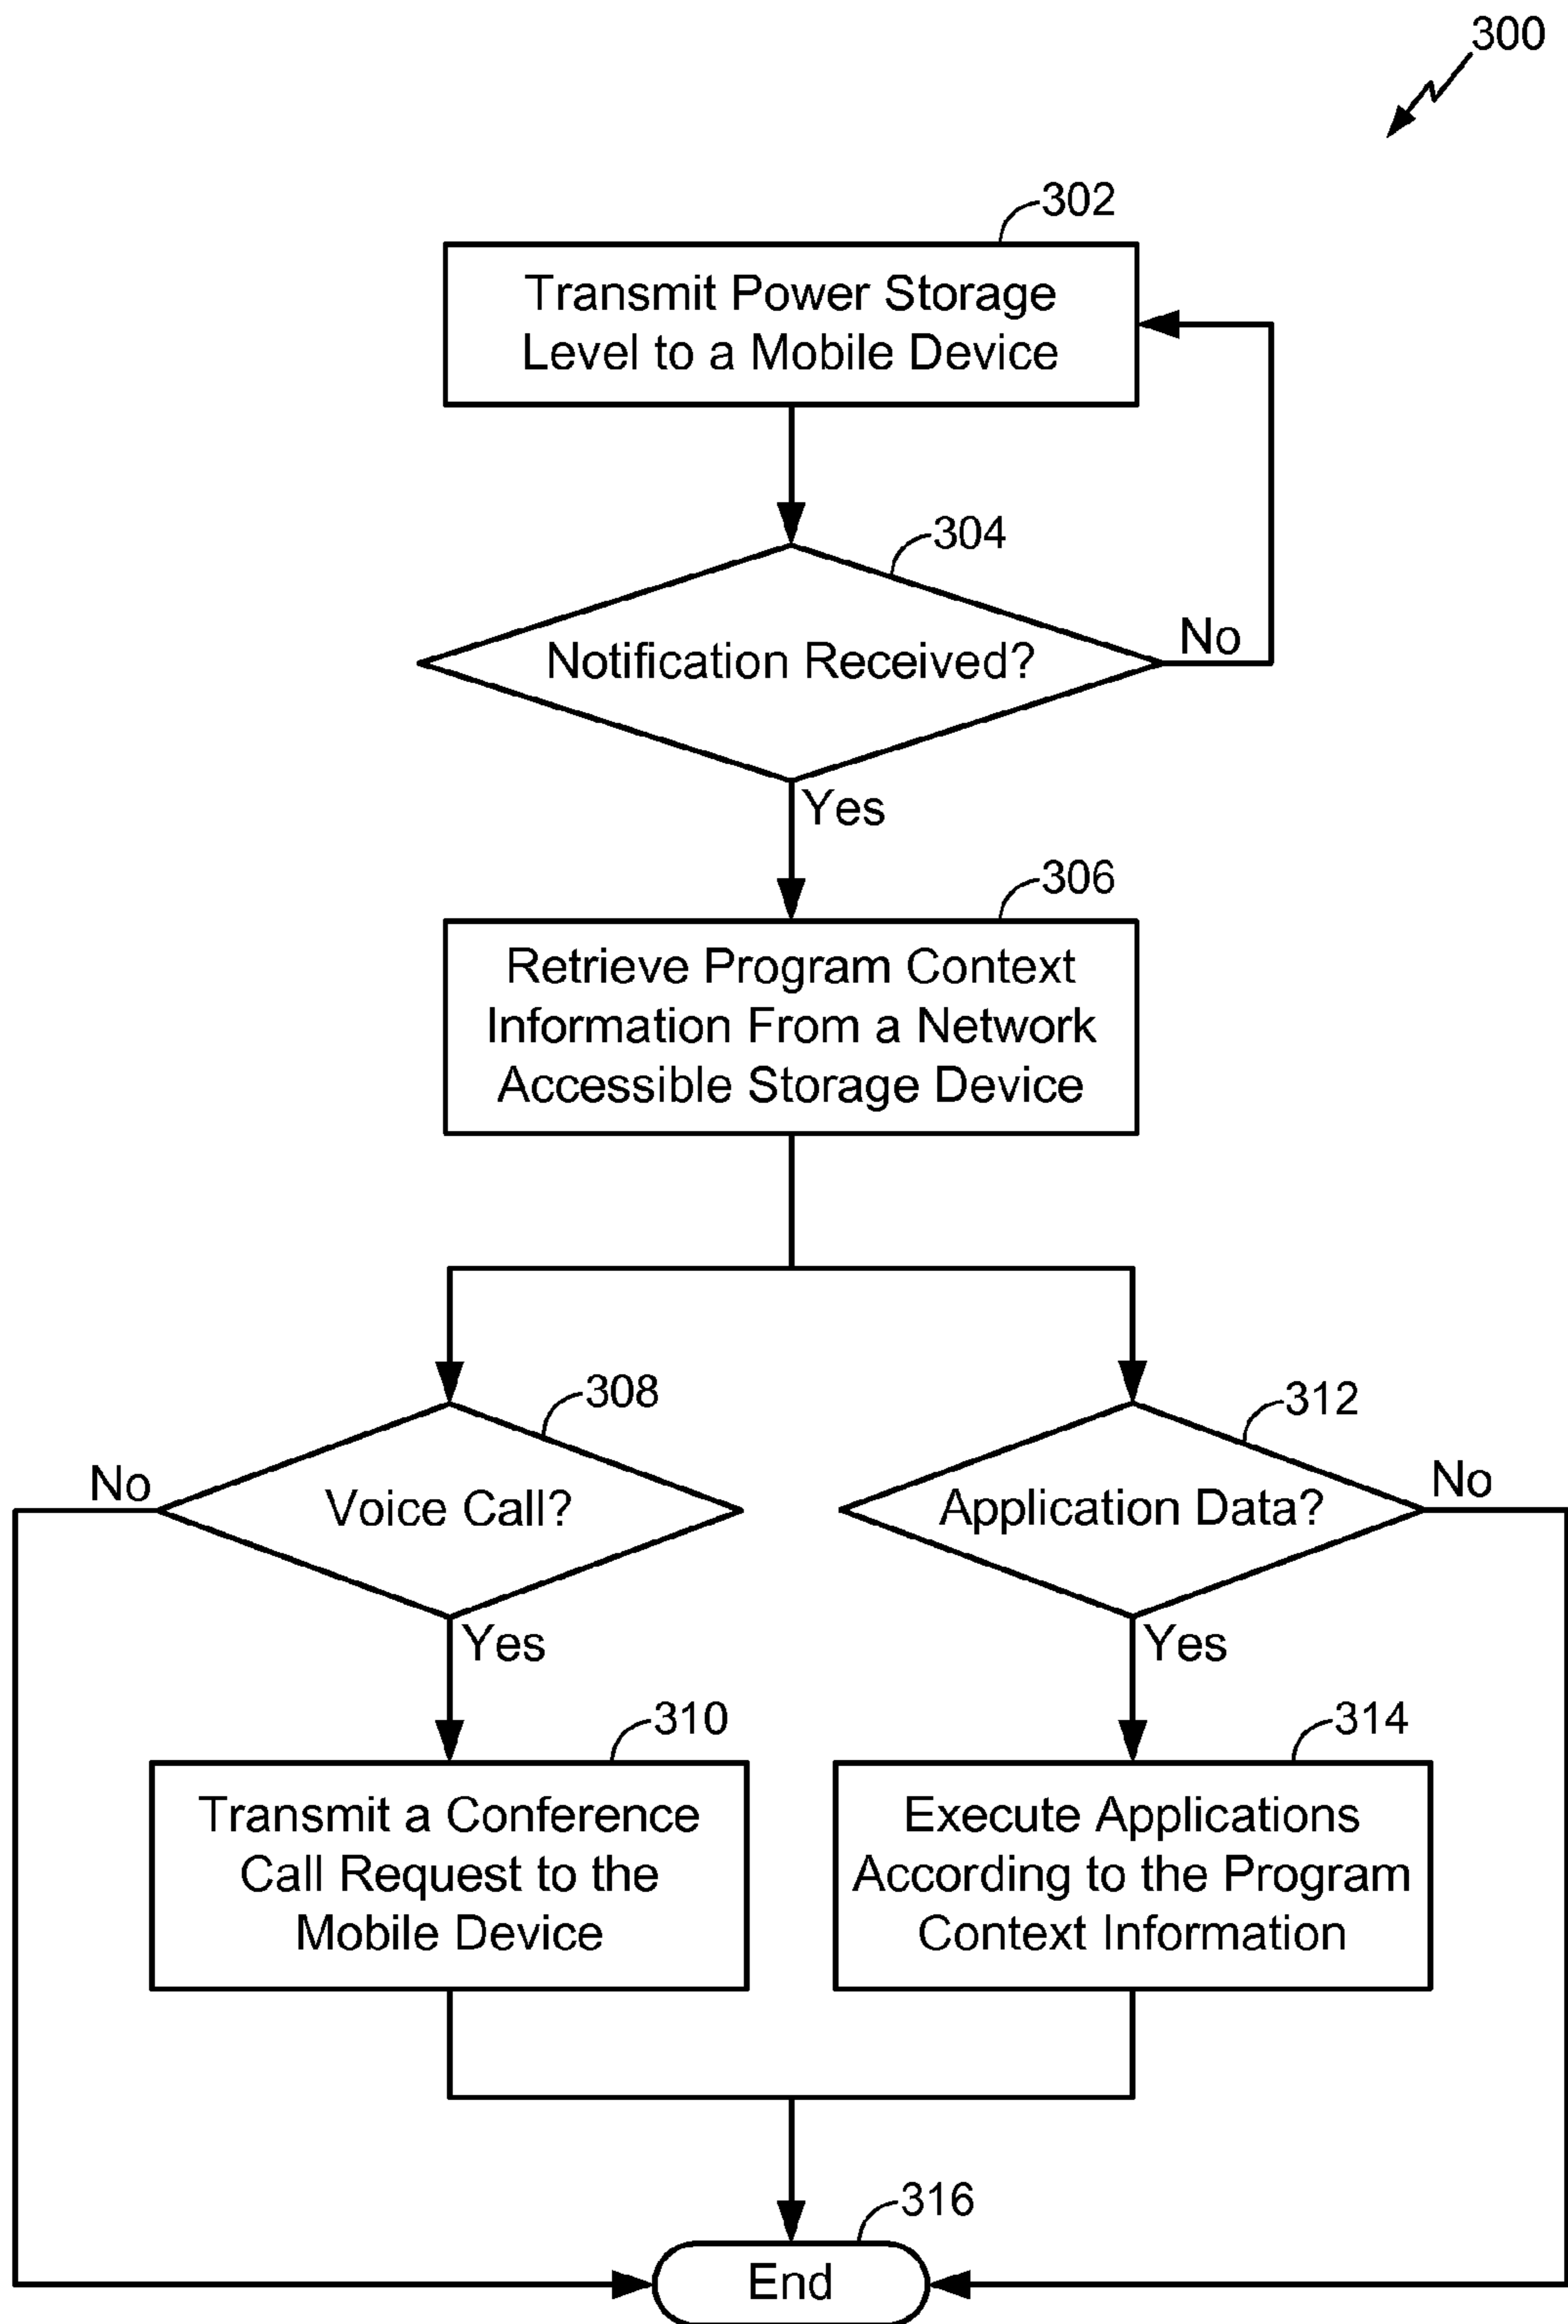 300
302
Transmit Power Storage
Level to a Mobile Device
304
Notification Received?
No
Yes
306
Retrieve Program Context
Information From a Network
Accessible Storage Device
308
No
Voice Call?
Yes
312
Application Data?
No
Yes
310
Transmit a Conference
Call Request to the
Mobile Device
314
Execute Applications
According to the Program
Context Information
316
End